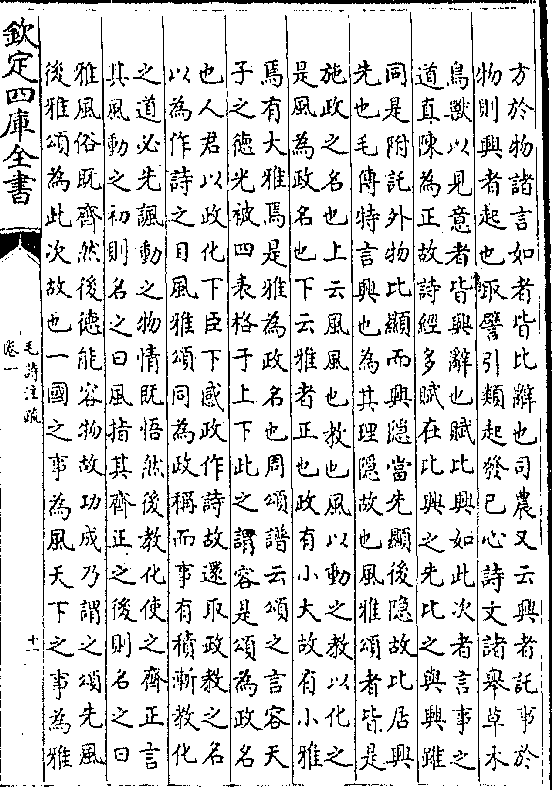 方於物諸言如者皆比辭也司農又云興者託事於
物則興者起也取譬引類起發已心詩文諸舉草木
鳥獸以見意者皆興辭也賦比興如此次者言事之
道直陳為正故詩經多賦在比興之先比之與興雖
同是附託外物比顯而興隠當先顯後隐故比居興
先也毛傳特言興也為其理隱故也風雅頌者皆是
施政之名也上云風風也教也風以動之教以化之
是風為政名也下云雅者正也政有小大故有小雅
焉有大雅焉是雅為政名也周頌譜云頌之言容天
子之徳光被四表格于上下此之謂容是頌為政名
也人君以政化下臣下感政作詩故還取政教之名
以為作詩之目風雅頌同為政稱而事有積漸教化
之道必先諷動之物情既悟然後教化使之齊正言
其風動之初則名之曰風指其齊正之後則名之曰
雅風俗既齊然後徳能容物故功成乃謂之頌先風
後雅頌為此次故也一國之事為風天下之事為雅
欽定四庫全書
毛詩注疏
卷一
十一